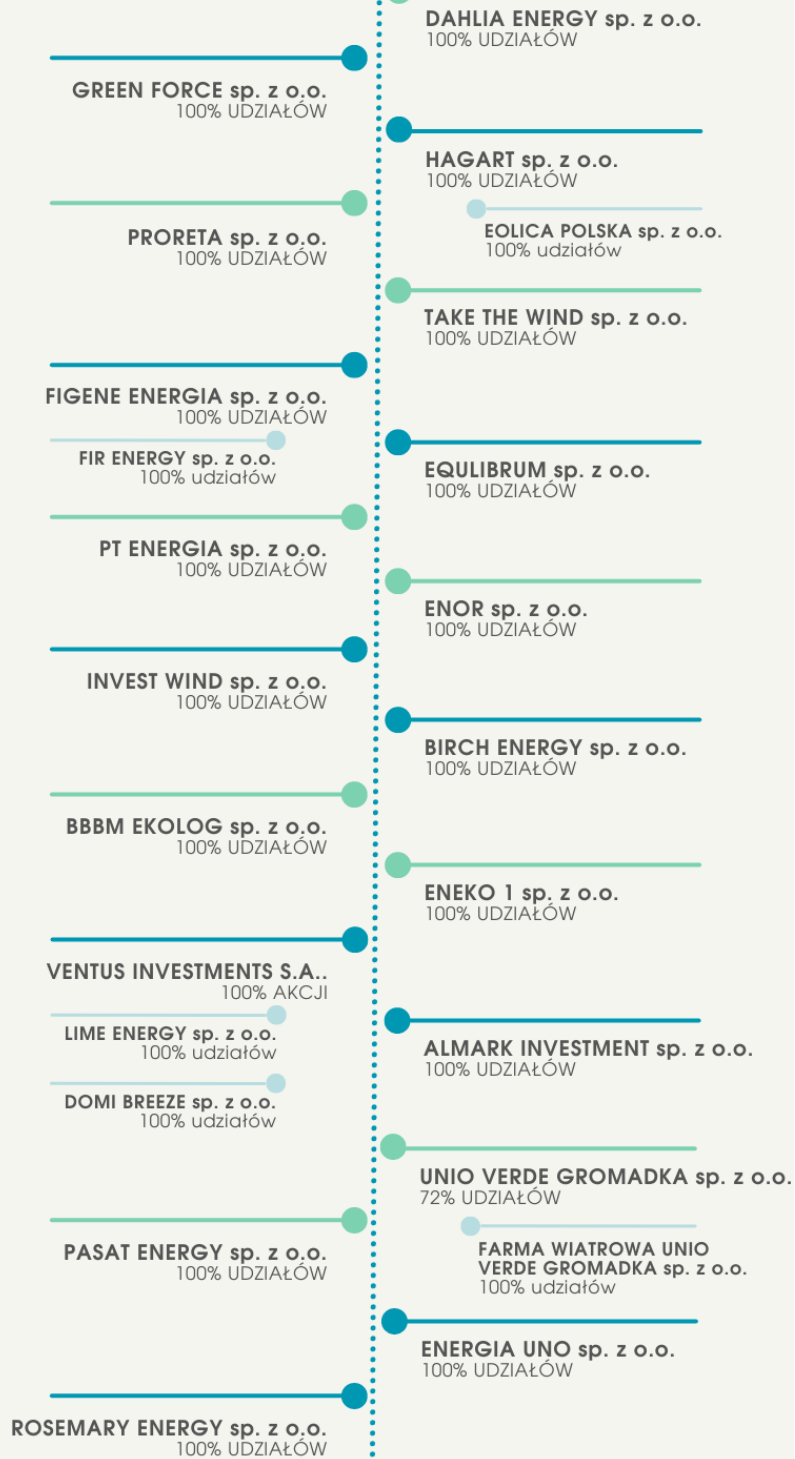 DAHLIA ENERGY sp. z o.o.
100% UDZIAŁÓW
GREEN FORCE sp. z o.o.
100% UDZIAŁÓW
HAGART sp. z o.o.
100% UDZIAŁÓW
EOLICA POLSKA sp. z o.o.
100% udziałów
PRORETA sp. z o.o.
100% UDZIAŁÓW
TAKE THE WIND sp. z o.o.
100% UDZIAŁÓW
FIGENE ENERGIA sp. z o.o.
100% UDZIAŁÓW
FIR ENERGY sp. z o.o.
100% udziałów
EQULIBRUM sp. z o.o.
100% UDZIAŁÓW
PT ENERGIA sp. z o.o.
100% UDZIAŁÓW
ENOR sp. z o.o.
100% UDZIAŁÓW
INVEST WIND sp. z o.o.
100% UDZIAŁÓW
BIRCH ENERGY sp. z o.o.
100% UDZIAŁÓW
BBBM EKOLOG sp. z o.o.
100% UDZIAŁÓW
ENEKO 1 sp. z o.o.
100% UDZIAŁÓW
VENTUS INVESTMENTS S.A..
100% AKCJI
LIME ENERGY sp. z o.o.
100% udziałów
DOMI BREEZE sp. z o.o.
100% udziałów
ALMARK INVESTMENT sp. z o.o.
100% UDZIAŁÓW
UNIO VERDE GROMADKA sp. z o.o.
72% UDZIAŁÓW
FARMA WIATROWA UNIO
VERDE GROMADKA sp. z o.o.
100% udziałów
PASAT ENERGY sp. z o.o.
100% UDZIAŁÓW
ENERGIA UNO sp. z o.o.
100% UDZIAŁÓW
ROSEMARY ENERGY sp. z o.o.
100% UDZIAŁÓW